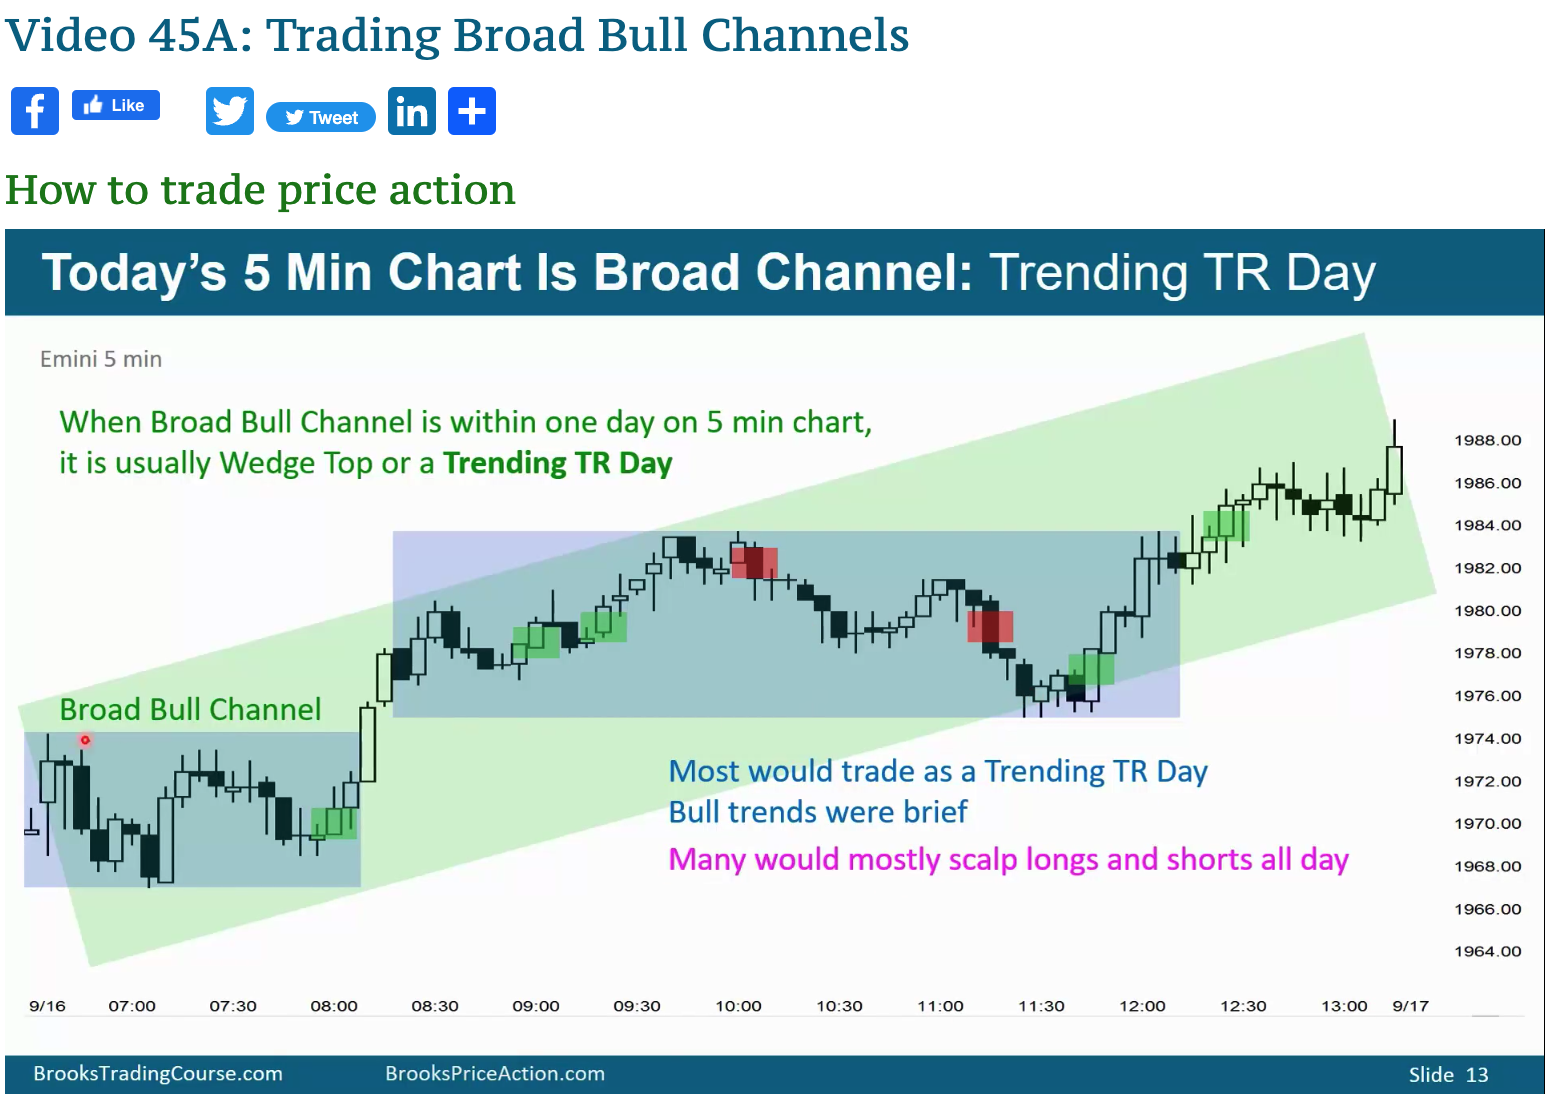 Video 45A: Trading Broad Bull Channels
f Like Tweet in +
How to trade price action
Today's 5 Min Chart Is Broad Channel: Trending TR Day
Emini 5 min
When Broad Bull Channel is within one day on 5 min chart,
it is usually Wedge Top or a Trending TR Day
Broad Bull Channel
Most would trade as a Trending TR Day
Bull trends were brief
Many would mostly scalp longs and shorts all day
1988.00
1986.00
1984.00
1982.00
1980.00
1978.00
1976.00
1974.00
1972.00
1970.00
1968.00
1966.00
1964.00
9/16 07:00 07:30 08:00 08:30 09:00 09:30 10:00 10:30 11:00 11:30 12:00 12:30 13:00 9/17
BrooksTradingCourse.com BrooksPriceAction.com Slide 13